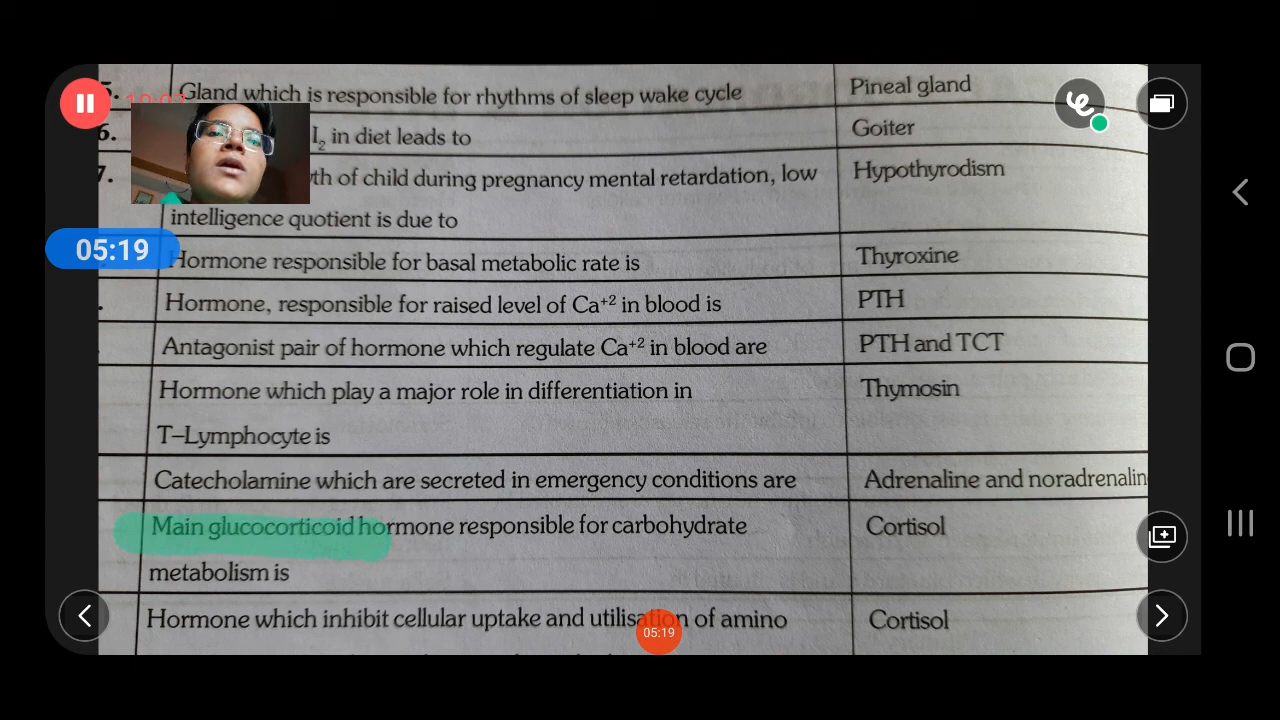 5. Gland which is responsible for rhythms of sleep wake cycle Pineal gland
6. I₂ in diet leads to Goiter
7. th of child during pregnancy mental retardation, low Hypothyrodism
intelligence quotient is due to
05:19
Hormone responsible for basal metabolic rate is Thyroxine
Hormone, responsible for raised level of Ca⁺² in blood is PTH
Antagonist pair of hormone which regulate Ca⁺² in blood are PTH and TCT
Hormone which play a major role in differentiation in Thymosin
T–Lymphocyte is
Catecholamine which are secreted in emergency conditions are Adrenaline and noradrenalin
Main glucocorticoid hormone responsible for carbohydrate Cortisol
metabolism is
Hormone which inhibit cellular uptake and utilisation of amino Cortisol
05:19